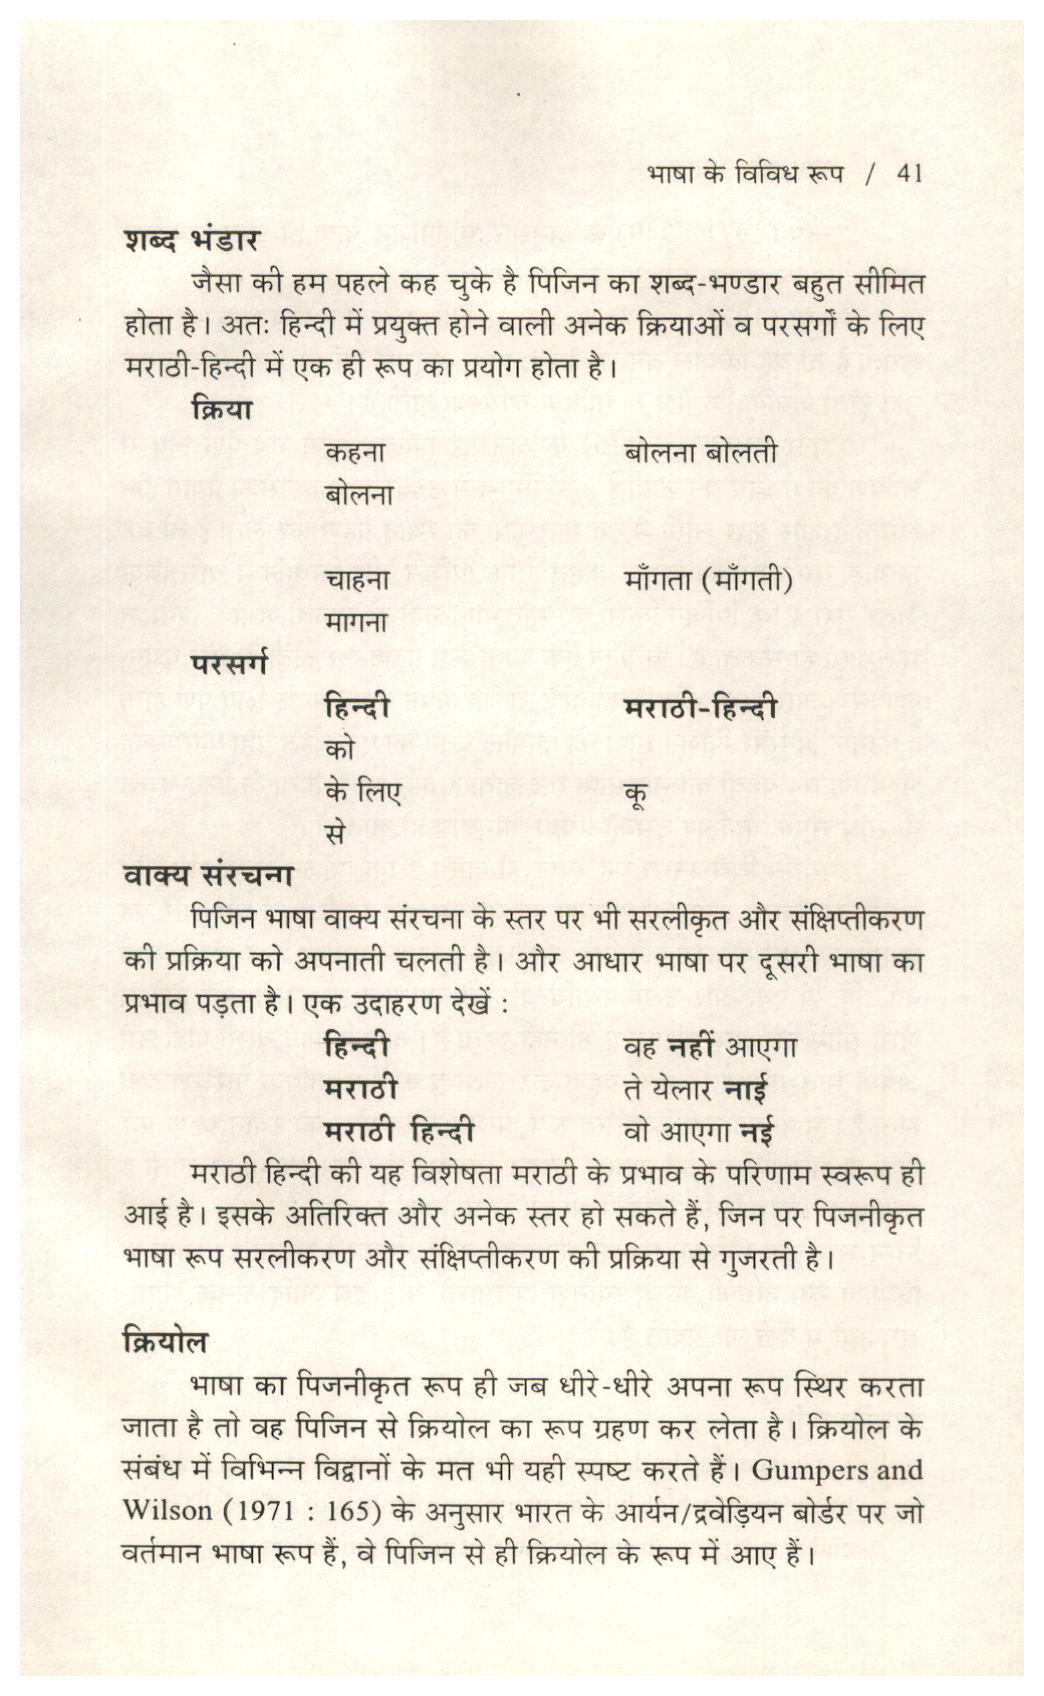 भाषा के विविध रूप / 41
शब्द भंडार
जैसा की हम पहले कह चुके है पिजिन का शब्द-भण्डार बहुत सीमित
होता है। अतः हिन्दी में प्रयुक्त होने वाली अनेक क्रियाओं व परसर्गों के लिए
मराठी-हिन्दी में एक ही रूप का प्रयोग होता है।
क्रिया
कहना बोलना बोलती
बोलना
चाहना माँगता (माँगती)
मागना
परसर्ग
हिन्दी मराठी-हिन्दी
को
के लिए कू
से
वाक्य संरचना
पिजिन भाषा वाक्य संरचना के स्तर पर भी सरलीकृत और संक्षिप्तीकरण
की प्रक्रिया को अपनाती चलती है। और आधार भाषा पर दूसरी भाषा का
प्रभाव पड़ता है। एक उदाहरण देखें :
हिन्दी वह नहीं आएगा
मराठी ते येलार नाई
मराठी हिन्दी वो आएगा नई
मराठी हिन्दी की यह विशेषता मराठी के प्रभाव के परिणाम स्वरूप ही
आई है। इसके अतिरिक्त और अनेक स्तर हो सकते हैं, जिन पर पिजनीकृत
भाषा रूप सरलीकरण और संक्षिप्तीकरण की प्रक्रिया से गुजरती है।
क्रियोल
भाषा का पिजनीकृत रूप ही जब धीरे-धीरे अपना रूप स्थिर करता
जाता है तो वह पिजिन से क्रियोल का रूप ग्रहण कर लेता है। क्रियोल के
संबंध में विभिन्न विद्वानों के मत भी यही स्पष्ट करते हैं। Gumpers and
Wilson (1971 : 165) के अनुसार भारत के आर्यन/द्रवेड़ियन बोर्डर पर जो
वर्तमान भाषा रूप हैं, वे पिजिन से ही क्रियोल के रूप में आए हैं।